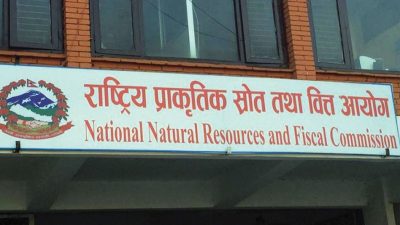 राष्ट्रिय प्राकृतिक स्रोत तथा वित्त आयोग
National Natural Resources and Fiscal Commission